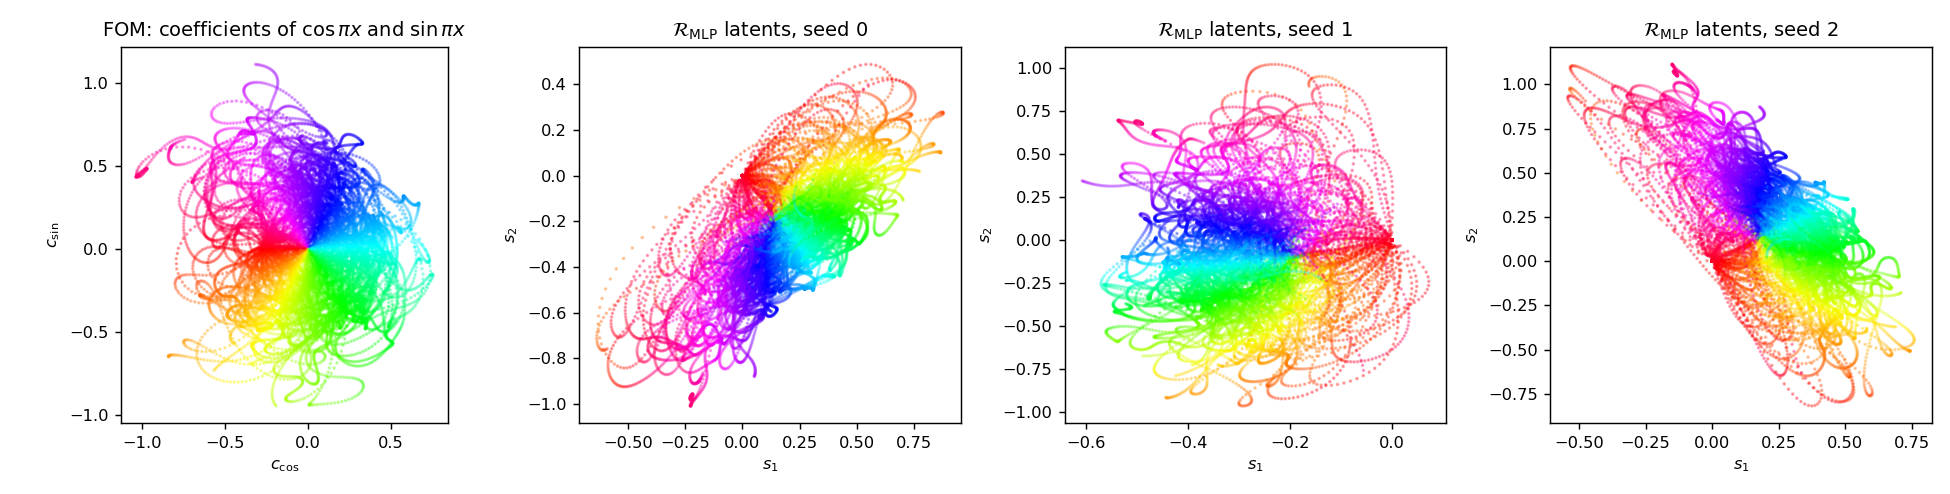 FOM: coefficients of cos πx and sin πx
1.0
0.5
0.0
−0.5
−1.0
c_sin
−1.0 −0.5 0.0 0.5
c_cos
ℛ_MLP latents, seed 0
0.4
0.2
0.0
−0.2
−0.4
−0.6
−0.8
−1.0
s₂
−0.50 −0.25 0.00 0.25 0.50 0.75
s₁
ℛ_MLP latents, seed 1
1.00
0.75
0.50
0.25
0.00
−0.25
−0.50
−0.75
−1.00
s₂
−0.6 −0.4 −0.2 0.0
s₁
ℛ_MLP latents, seed 2
1.00
0.75
0.50
0.25
0.00
−0.25
−0.50
−0.75
s₂
−0.50 −0.25 0.00 0.25 0.50 0.75
s₁